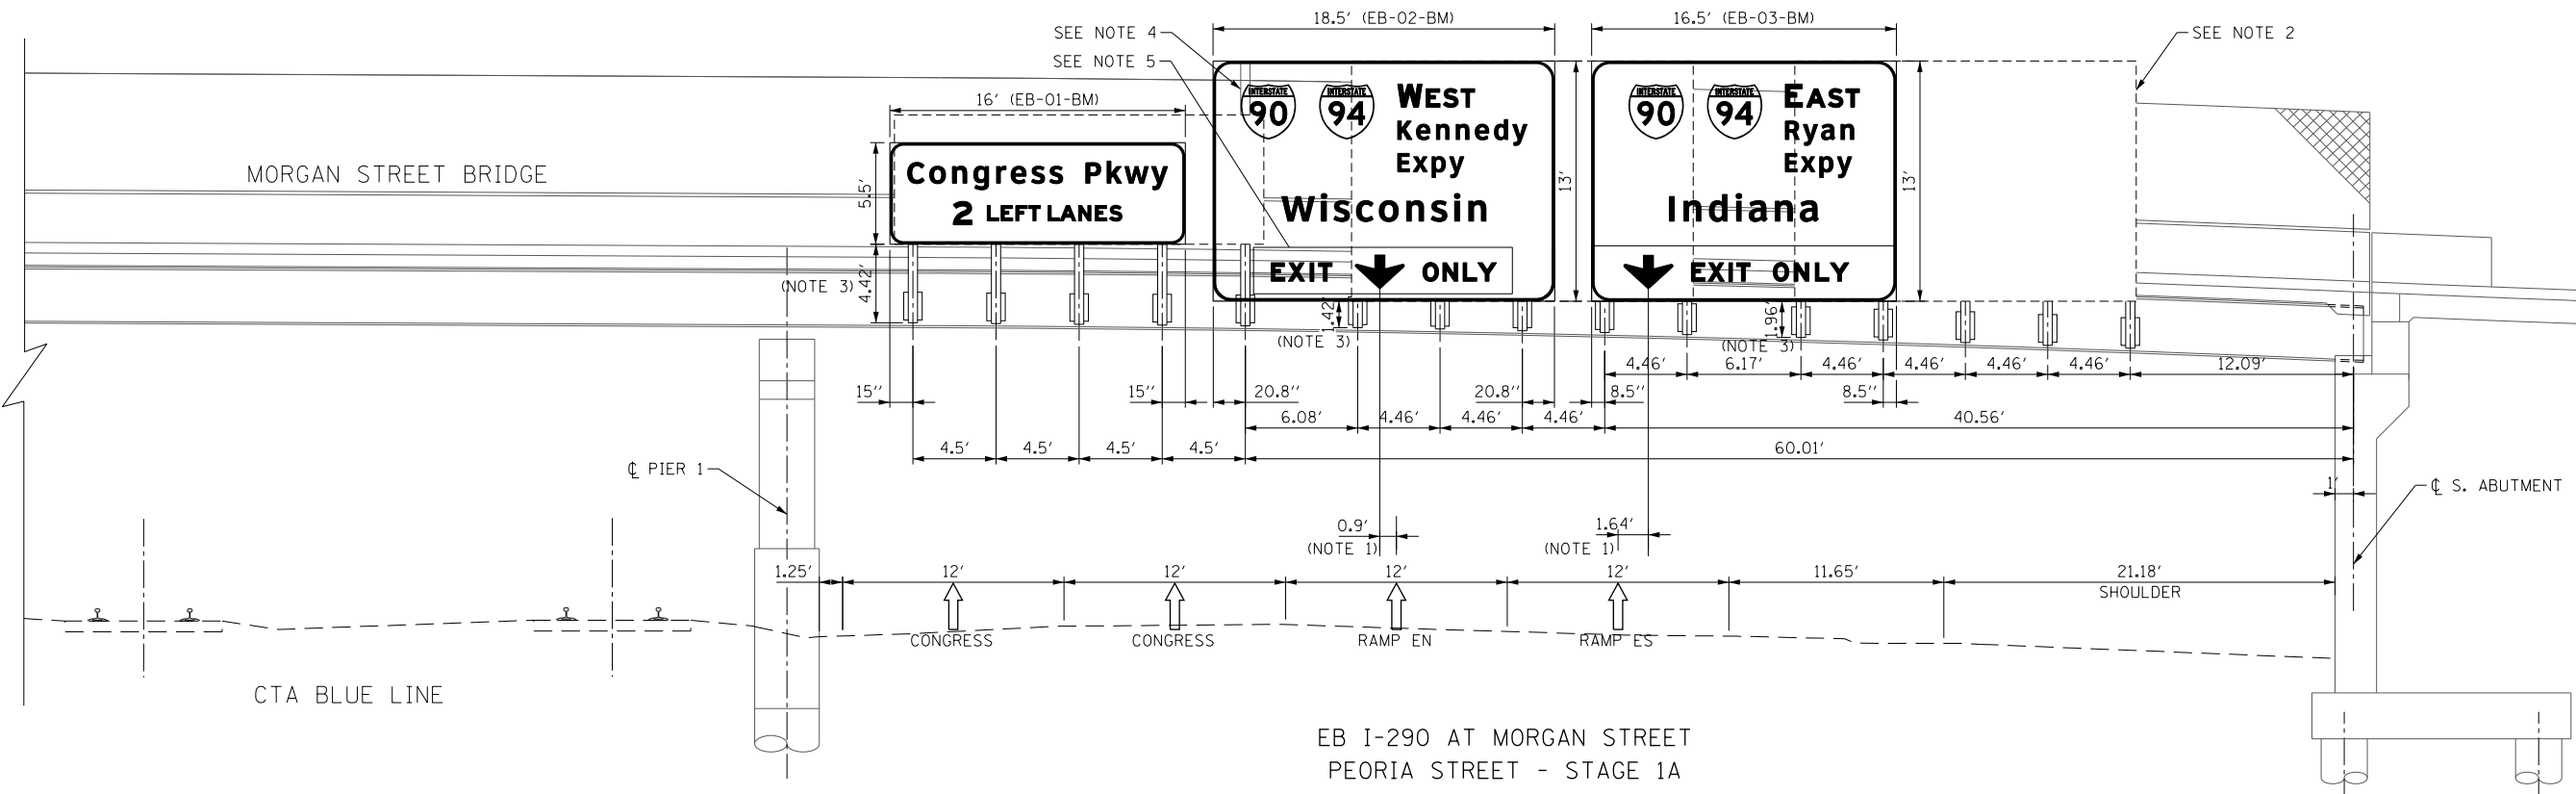 18.5' (EB-02-BM)
16.5' (EB-03-BM)
SEE NOTE 4
SEE NOTE 2
SEE NOTE 5
16' (EB-01-BM)
INTERSTATE
90
INTERSTATE
94
WEST
Kennedy
Expy
Wisconsin
EXIT ONLY
13'
INTERSTATE
90
INTERSTATE
94
EAST
Ryan
Expy
Indiana
EXIT ONLY
13'
MORGAN STREET BRIDGE
5.5'
Congress Pkwy
2 LEFT LANES
(NOTE 3)
4.42'
1.42'
(NOTE 3)
1.96'
(NOTE 3)
4.46'
6.17'
4.46'
4.46'
4.46'
4.46'
12.09'
15''
15''
20.8''
20.8''
8.5''
8.5''
6.08'
4.46'
4.46'
4.46'
40.56'
4.5'
4.5'
4.5'
4.5'
60.01'
℄ PIER 1
1'
℄ S. ABUTMENT
0.9'
(NOTE 1)
1.64'
(NOTE 1)
1.25'
12'
12'
12'
12'
11.65'
21.18'
SHOULDER
CONGRESS
CONGRESS
RAMP EN
RAMP ES
CTA BLUE LINE
EB I-290 AT MORGAN STREET
PEORIA STREET - STAGE 1A